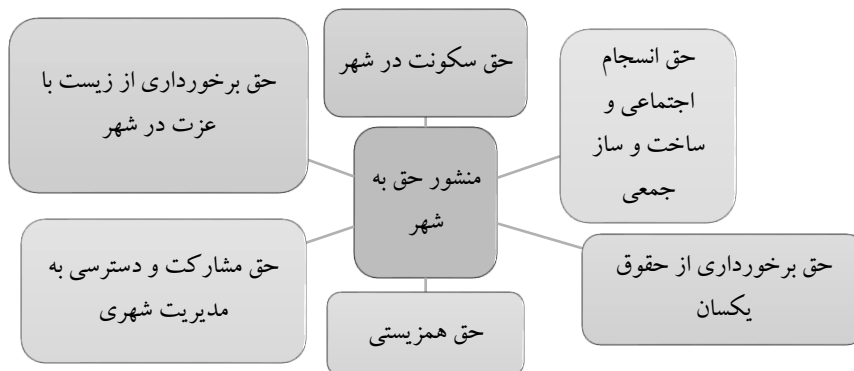 حق سکونت در شهر
حق انسجام
اجتماعی و
ساخت و ساز
جمعی
حق برخورداری از حقوق
یکسان
حق همزیستی
حق مشارکت و دسترسی به
مدیریت شهری
حق برخورداری از زیست با
عزت در شهر
منشور حق به
شهر